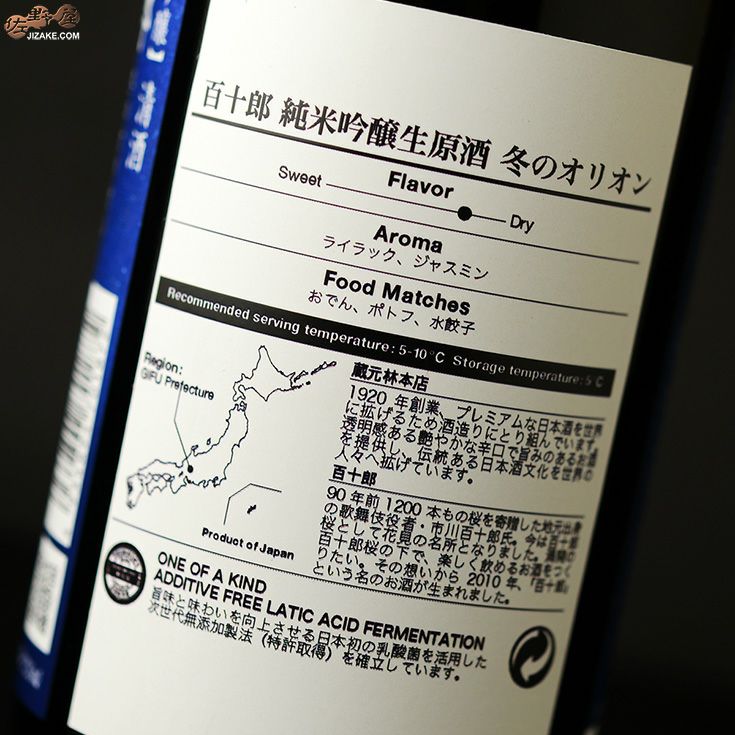 佐野屋
JIZAKE.COM
百十郎 純米吟醸生原酒 冬のオリオン
Flavor
Sweet
Dry
Aroma
ライラック、ジャスミン
Food Matches
おでん、ポトフ、水餃子
Recommended serving temperature: 5-10°C Storage temperature: 5°C
Region:
GIFU Prefecture
Product of Japan
蔵元林本店
1920 年創業、プレミアムな日本酒を世界
に拡げるため酒造りにとり組んでいます。
透明感ある艶やかな辛口で旨みのあるお酒
を提供し、伝統ある日本酒文化を世界の
人々へ拡げています。
百十郎
90 年前 1200 本もの桜を寄贈した地元出身
の歌舞伎役者・市川百十郎氏。今は百十郎
桜として花見の名所となりました。満開の
百十郎桜の下で、楽しく飲めるお酒をつく
りたい。その想いから 2010 年、「百十郎」
という名のお酒が生まれました。
ONE OF A KIND
ADDITIVE FREE LATIC ACID FERMENTATION
旨味と味わいを向上させる日本初の乳酸菌を活用した
次世代無添加製法（特許取得）を確立しています。